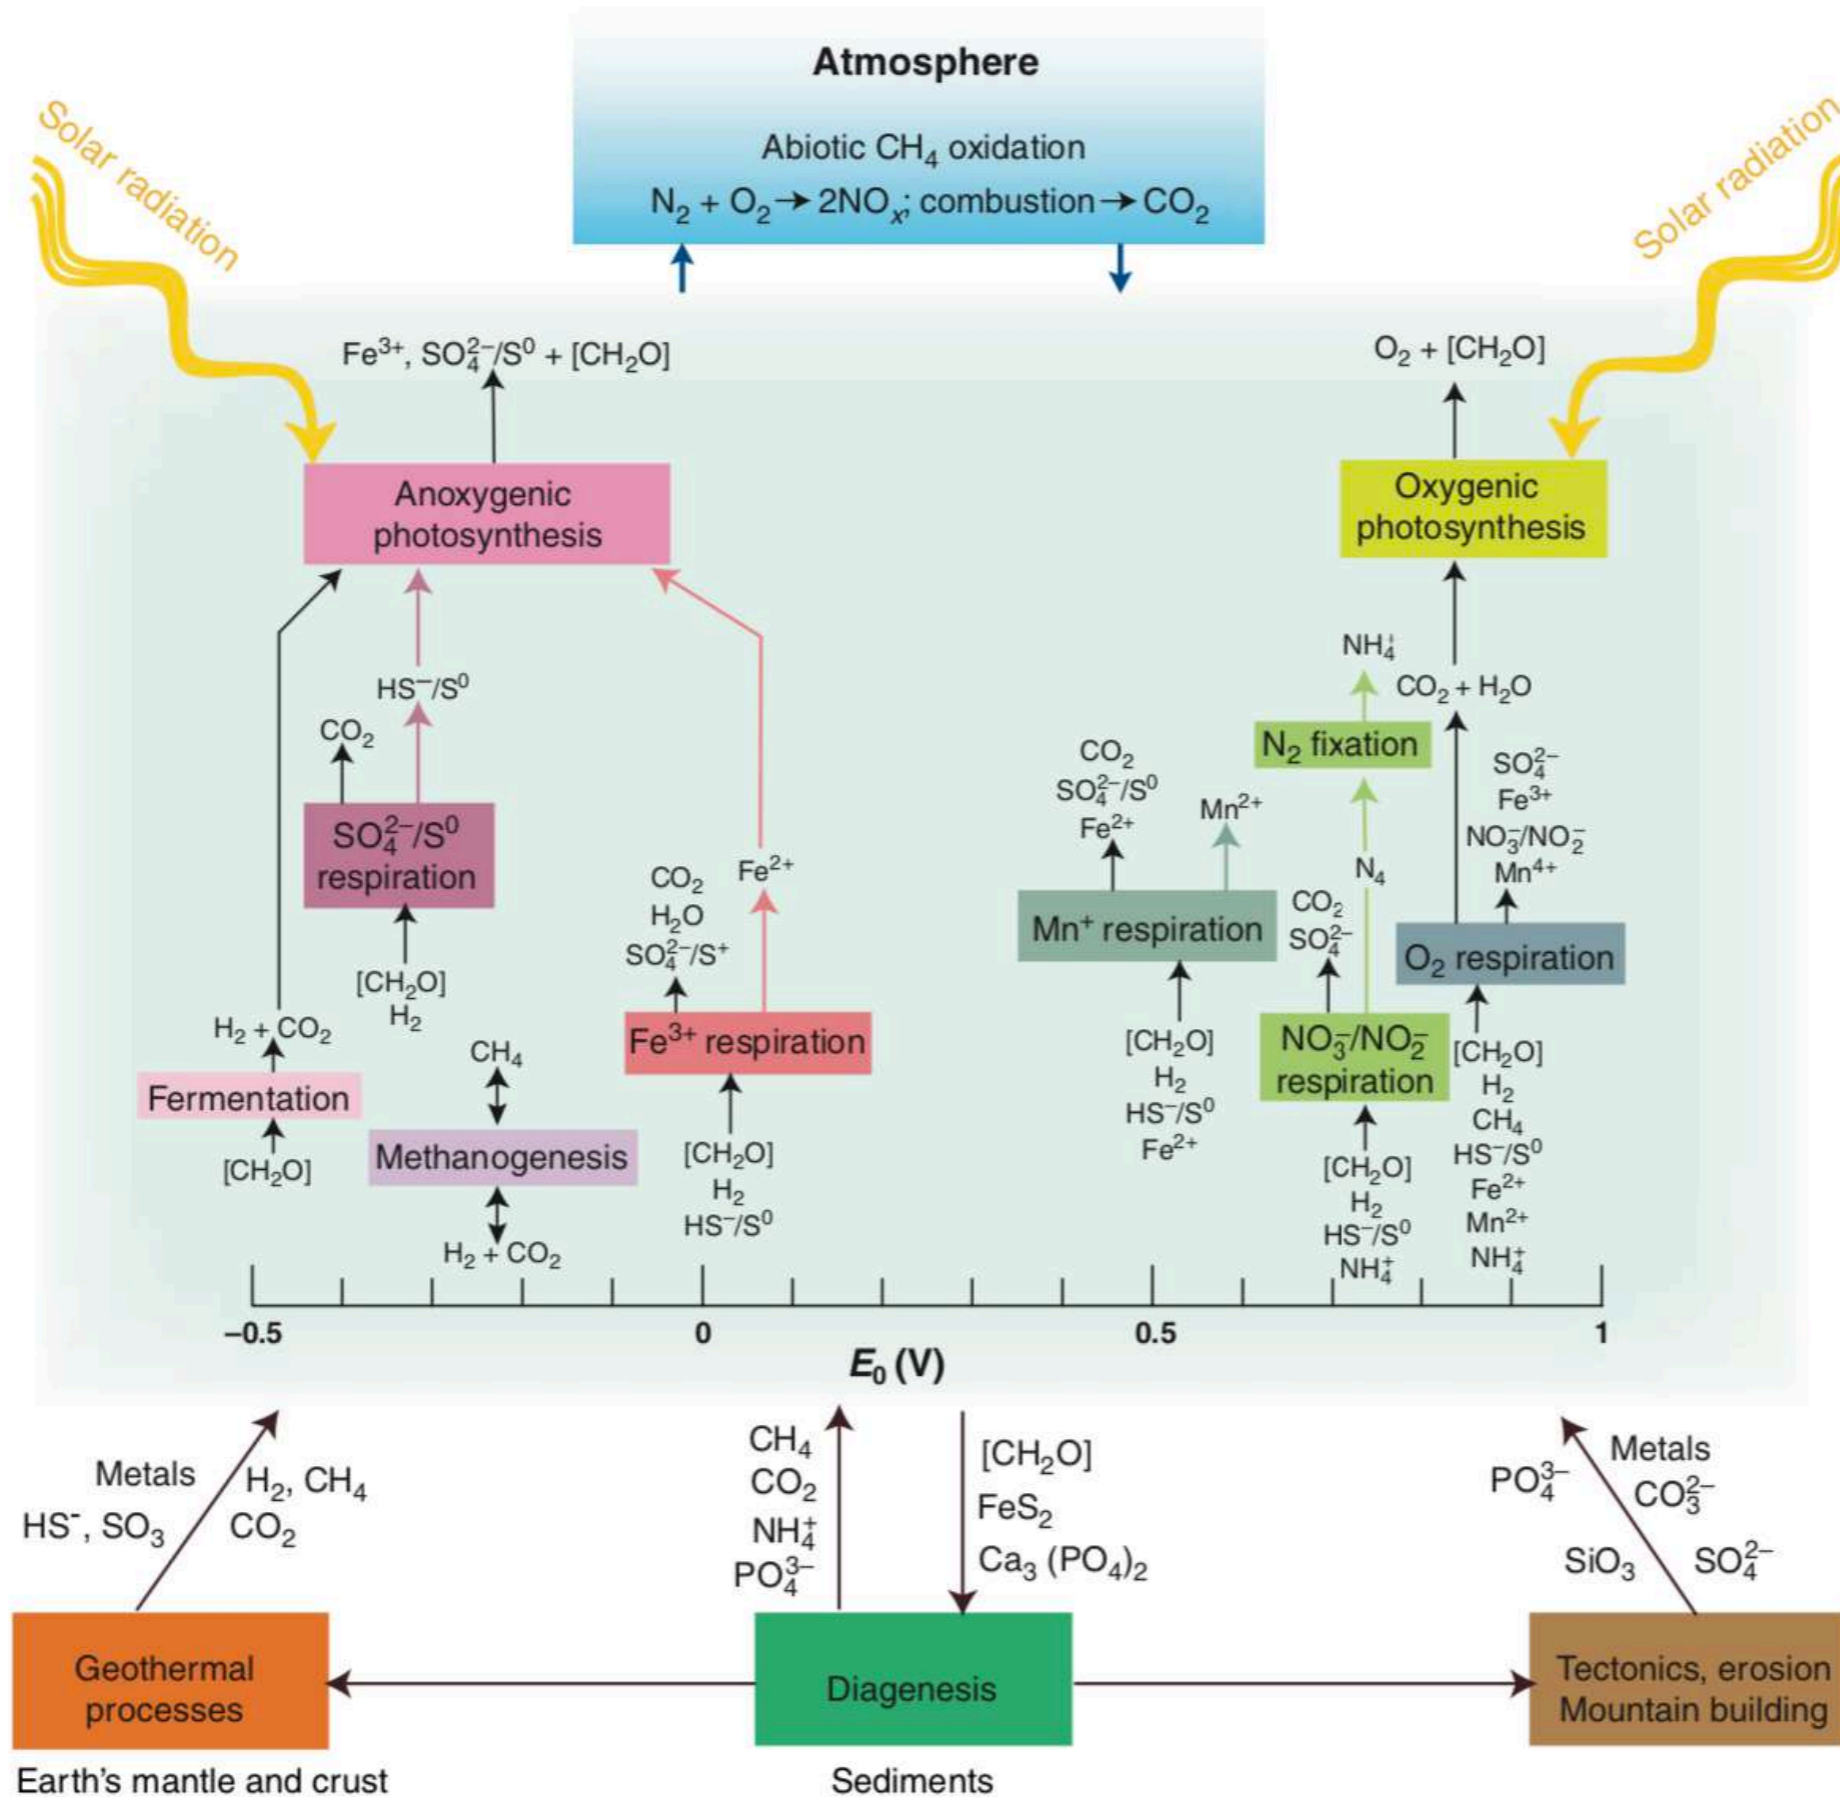 Atmosphere
Abiotic CH₄ oxidation
N₂ + O₂ → 2NOₓ; combustion → CO₂
Solar radiation
Solar radiation
Fe³⁺, SO₄²⁻/S⁰ + [CH₂O]
O₂ + [CH₂O]
Anoxygenic
photosynthesis
Oxygenic
photosynthesis
HS⁻/S⁰
CO₂
SO₄²⁻/S⁰
respiration
[CH₂O]
H₂
H₂ + CO₂
Fermentation
[CH₂O]
CH₄
Methanogenesis
H₂ + CO₂
Fe²⁺
CO₂
H₂O
SO₄²⁻/S⁺
Fe³⁺ respiration
[CH₂O]
H₂
HS⁻/S⁰
CO₂
SO₄²⁻/S⁰
Fe²⁺
Mn²⁺
Mn⁺ respiration
[CH₂O]
H₂
HS⁻/S⁰
Fe²⁺
NH₄⁺
N₂ fixation
N₄
CO₂
SO₄²⁻
NO₃⁻/NO₂⁻
respiration
[CH₂O]
H₂
HS⁻/S⁰
NH₄⁺
CO₂ + H₂O
SO₄²⁻
Fe³⁺
NO₃⁻/NO₂⁻
Mn⁴⁺
O₂ respiration
[CH₂O]
H₂
CH₄
HS⁻/S⁰
Fe²⁺
Mn²⁺
NH₄⁺
–0.5 0 0.5 1
E₀ (V)
Metals
H₂, CH₄
HS⁻, SO₃
CO₂
CH₄
CO₂
NH₄⁺
PO₄³⁻
[CH₂O]
FeS₂
Ca₃ (PO₄)₂
Metals
PO₄³⁻
CO₃²⁻
SiO₃
SO₄²⁻
Geothermal
processes
Diagenesis
Tectonics, erosion
Mountain building
Earth's mantle and crust
Sediments